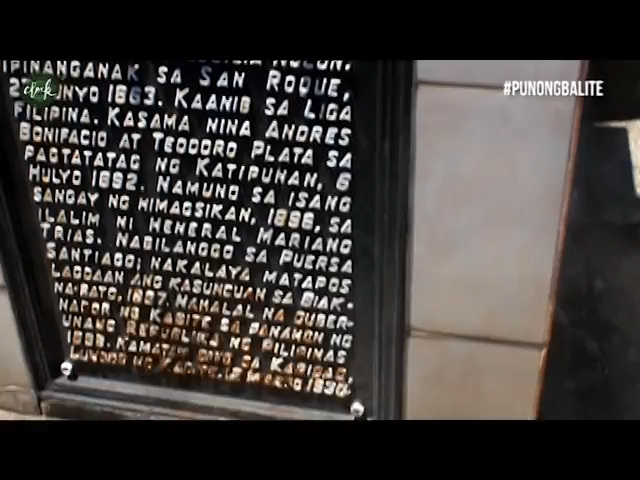 #PUNONGBALITE
IPINANGANAK SA SAN ROQUE,
27 HUNYO 1863. KAANIB SA LIGA
FILIPINA. KASAMA NINA ANDRES
BONIFACIO AT TEODORO PLATA SA
PAGTATATAG NG KATIPUNAN, 6
HULYO 1892. NAMUNO SA ISANG
SANGAY NG HIMAGSIKAN, 1896, SA
ILALIM NI HENERAL MARIANO
TRIAS. NABILANGGO SA PUERSA
SANTIAGO; NAKALAYA MATAPOS
LAGDAAN ANG KASUNDUAN SA BIAK-
NA-BATO, 1897. NAHALAL NA GUBER-
NADOR NG KABITE SA PANAHON NG
UNANG REPUBLIKA NG PILIPINAS
NG